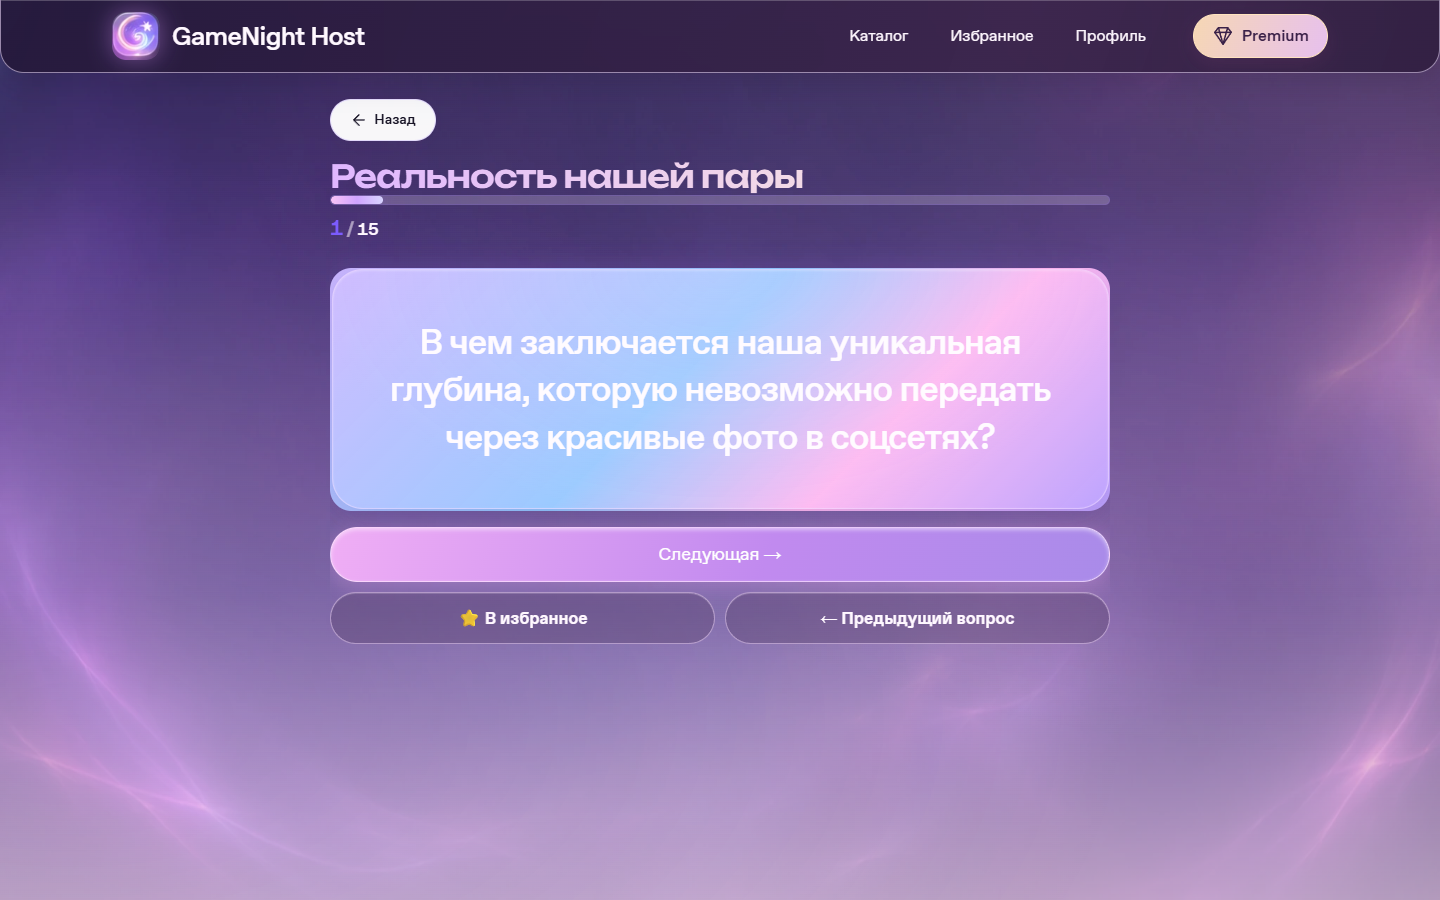 GameNight Host
Каталог
Избранное
Профиль
Premium
← Назад
Реальность нашей пары
1 / 15
В чем заключается наша уникальная
глубина, которую невозможно передать
через красивые фото в соцсетях?
Следующая →
⭐ В избранное
← Предыдущий вопрос